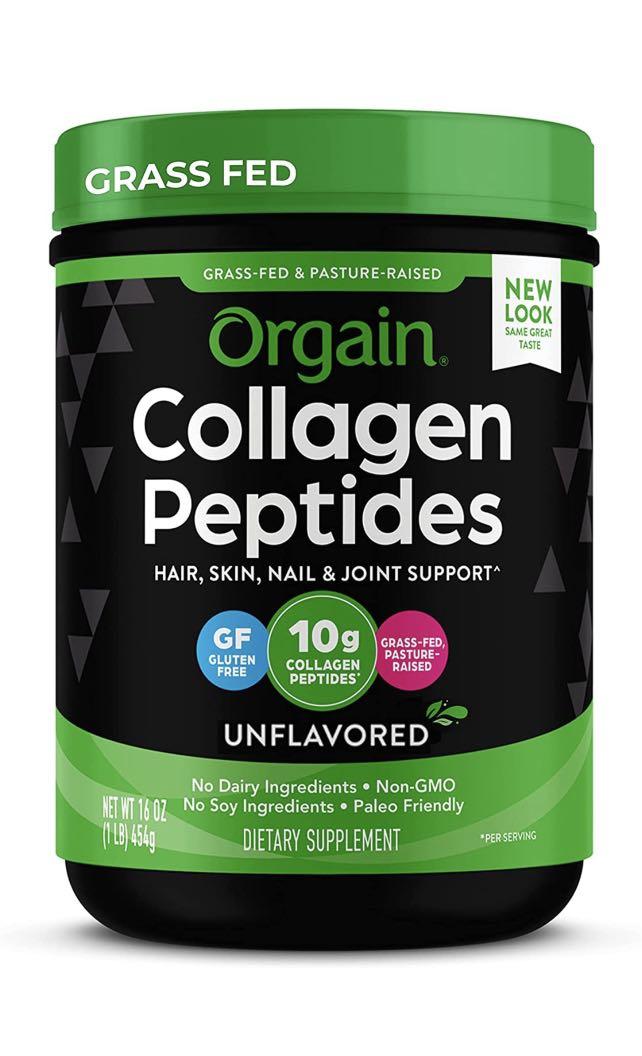 GRASS FED
GRASS-FED & PASTURE-RAISED
NEW
LOOK
SAME GREAT
TASTE
Orgain®
Collagen
Peptides
HAIR, SKIN, NAIL & JOINT SUPPORT^
GF
GLUTEN
FREE
10g
COLLAGEN
PEPTIDES*
GRASS-FED,
PASTURE-
RAISED
UNFLAVORED
No Dairy Ingredients • Non-GMO
No Soy Ingredients • Paleo Friendly
NET WT 16 OZ
(1 LB) 454g
DIETARY SUPPLEMENT
*PER SERVING